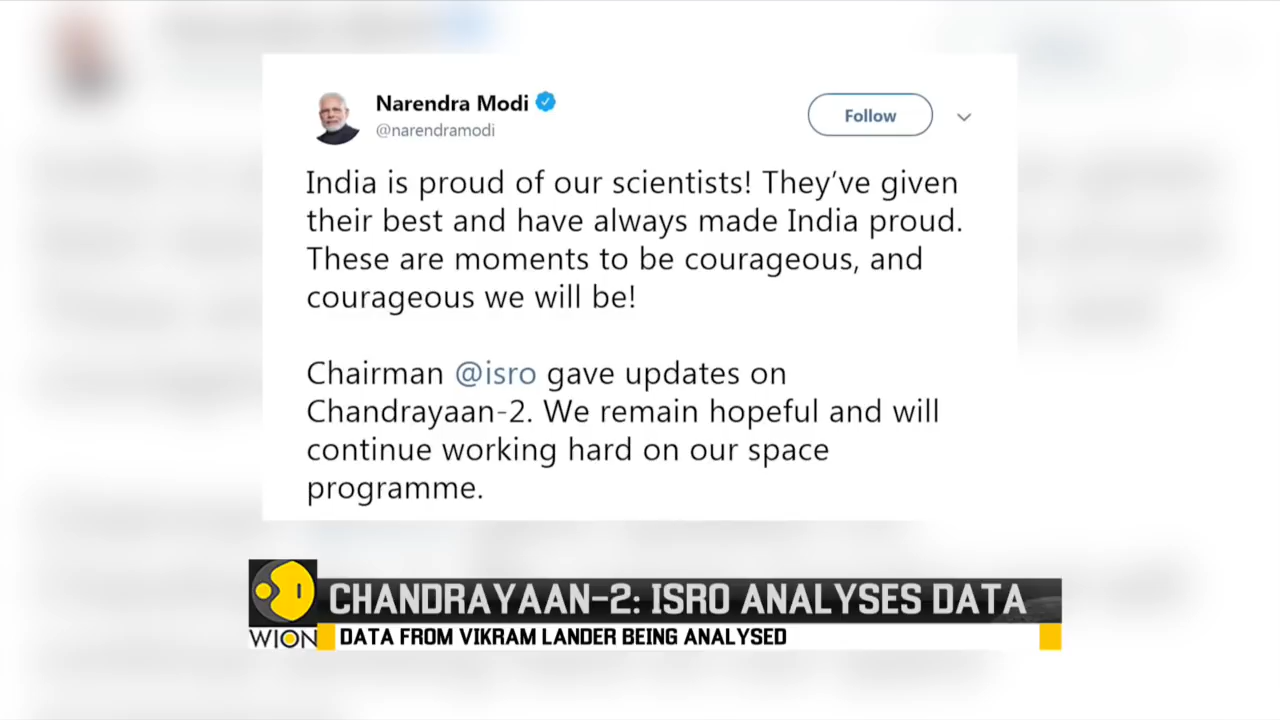 Narendra Modi
@narendramodi
Follow
India is proud of our scientists! They’ve given
their best and have always made India proud.
These are moments to be courageous, and
courageous we will be!
Chairman @isro gave updates on
Chandrayaan-2. We remain hopeful and will
continue working hard on our space
programme.
CHANDRAYAAN-2: ISRO ANALYSES DATA
WION
DATA FROM VIKRAM LANDER BEING ANALYSED